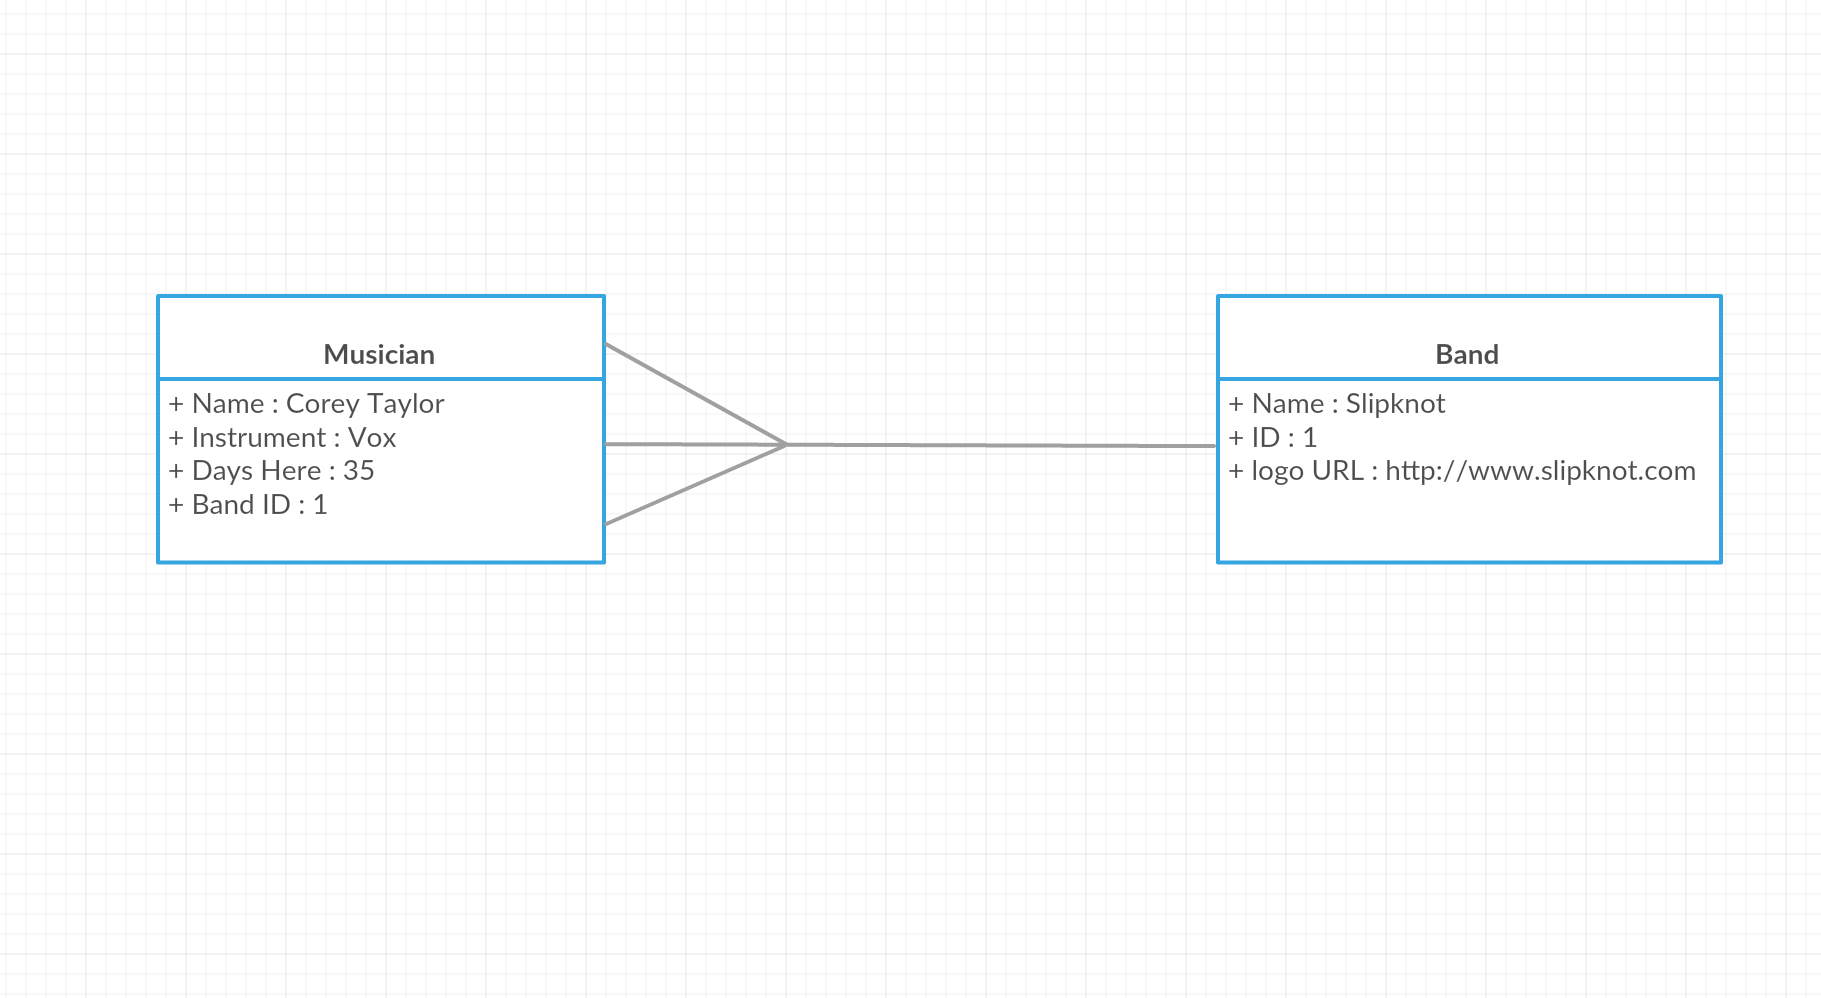 Musician
+ Name : Corey Taylor
+ Instrument : Vox
+ Days Here : 35
+ Band ID : 1
Band
+ Name : Slipknot
+ ID : 1
+ logo URL : http://www.slipknot.com